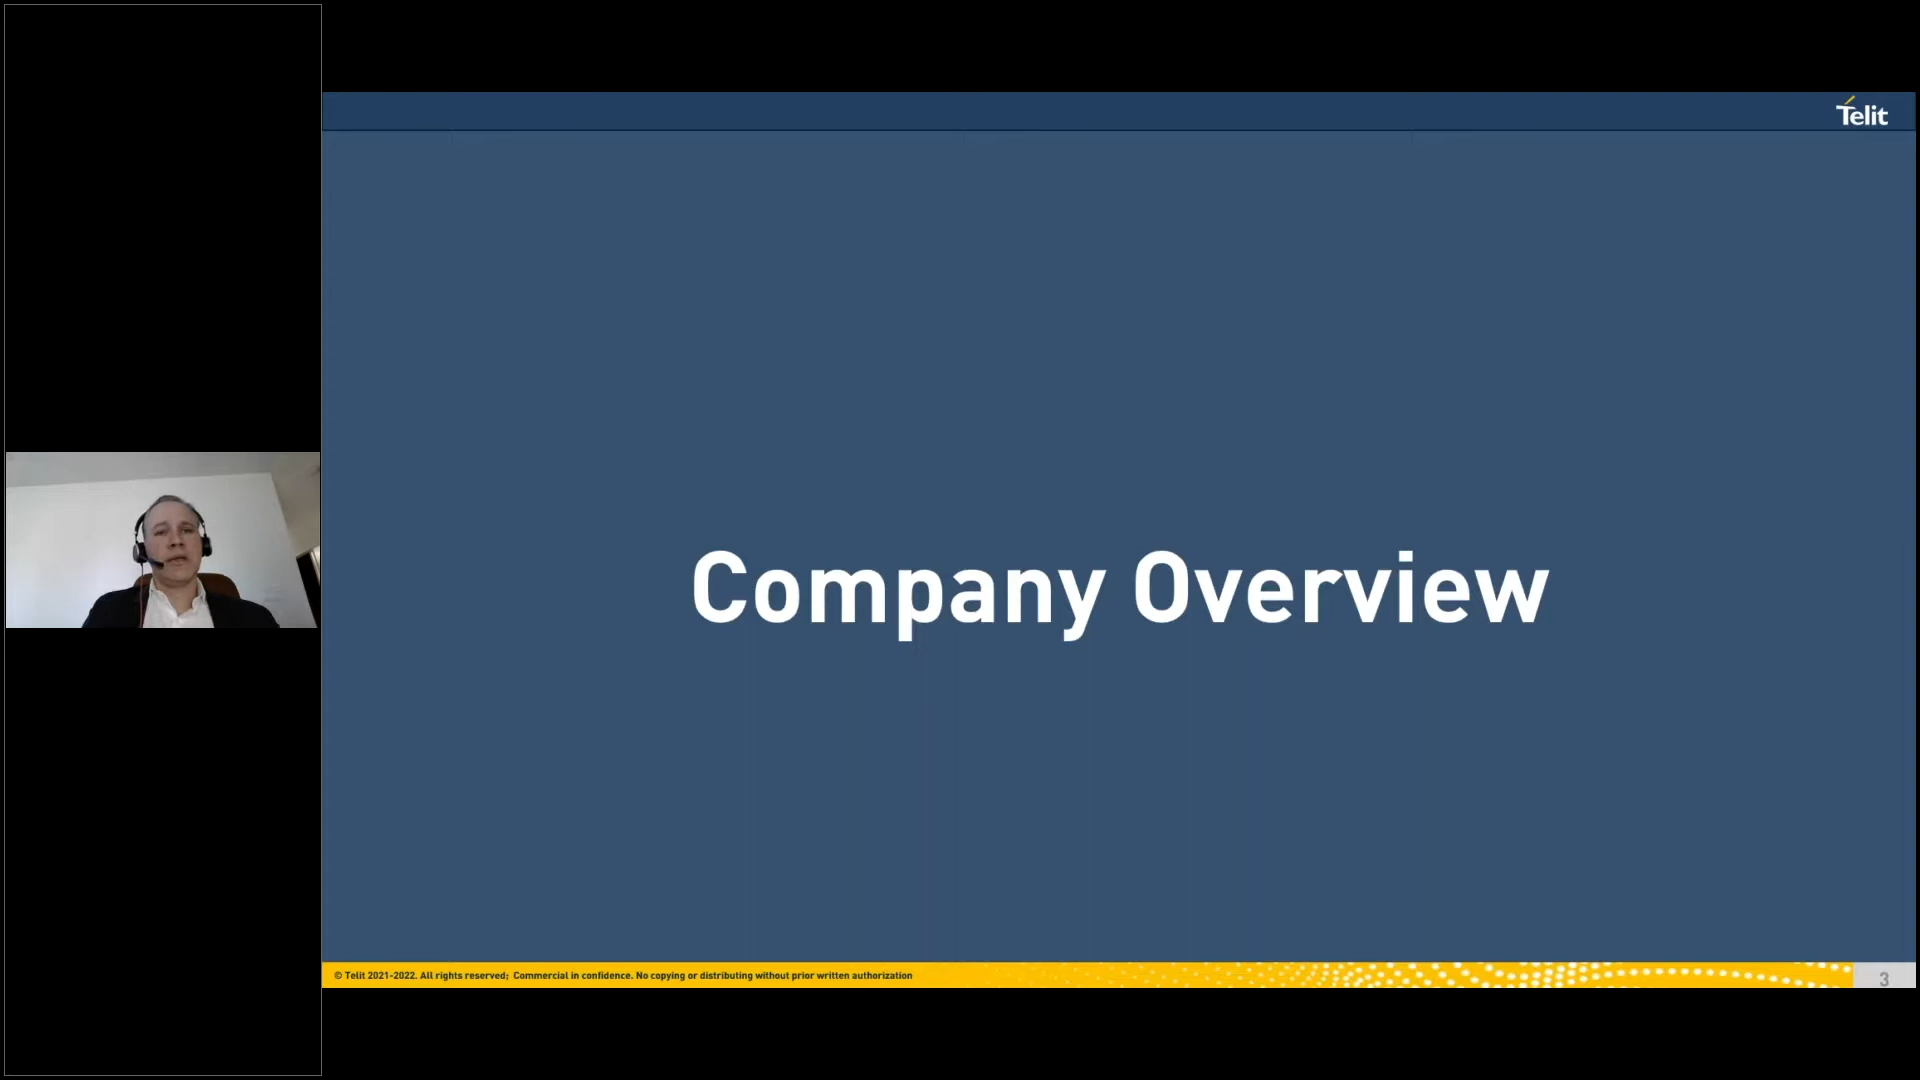 Telit
Company Overview
© Telit 2021-2022. All rights reserved; Commercial in confidence. No copying or distributing without prior written authorization
3